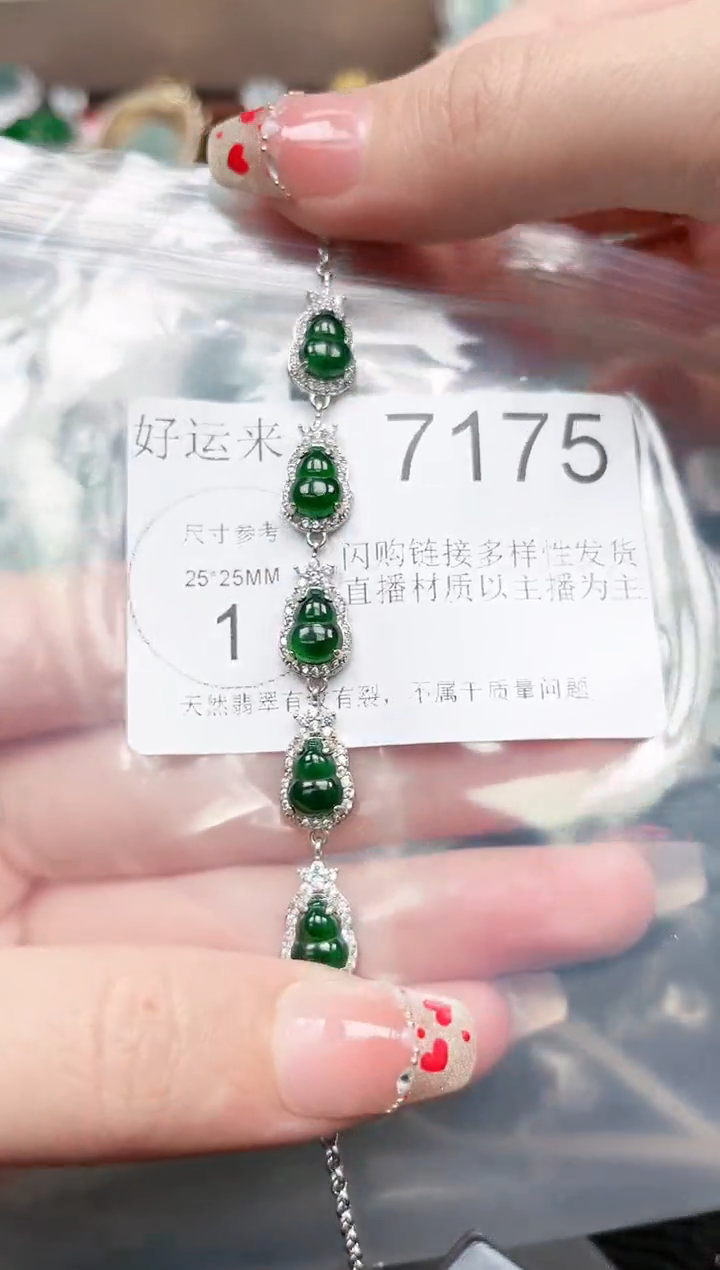 好运来
7175
尺寸参考
25*25MM
1
闪购链接多样性发货
直播材质以主播为主
天然翡翠有纹有裂，不属于质量问题